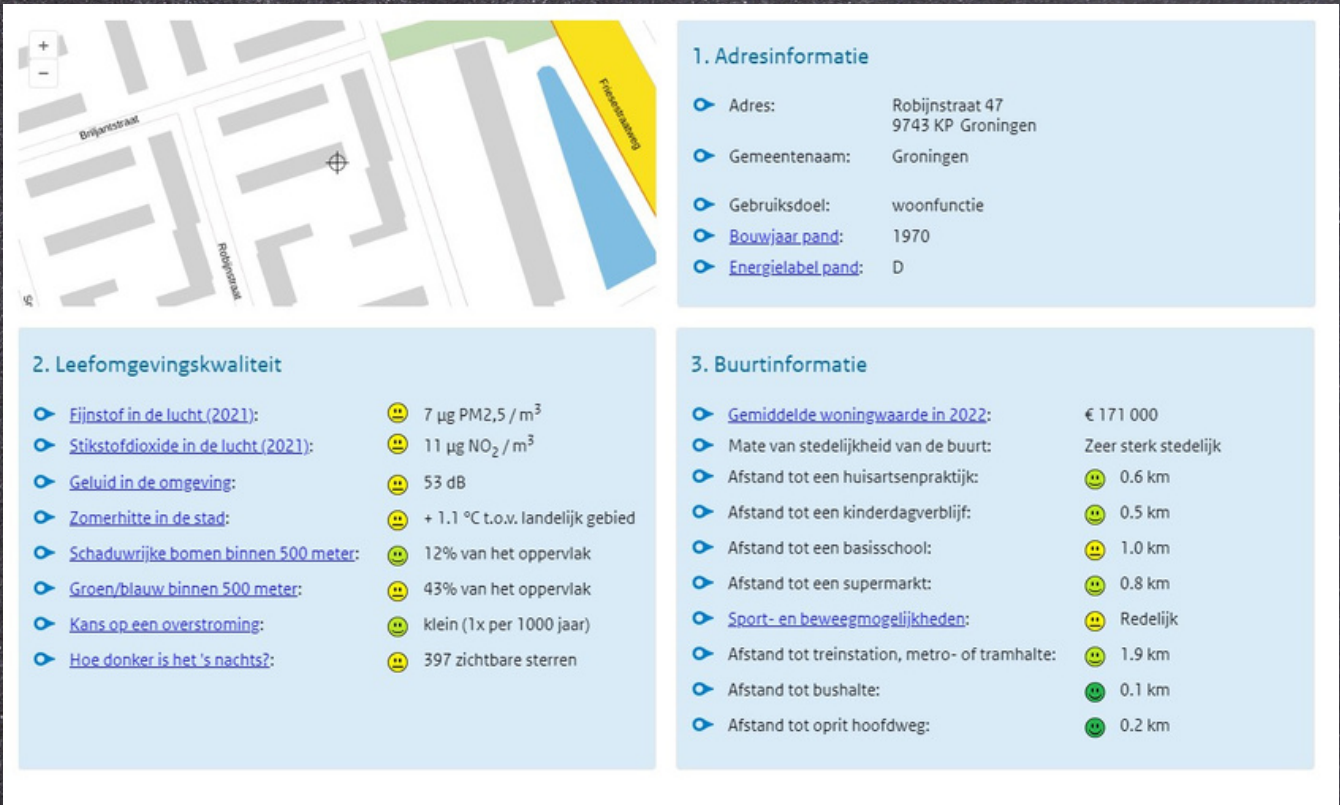 +
−
Briljantstraat
Robijnstraat
Friesestraatweg
1. Adresinformatie
Adres: Robijnstraat 47
9743 KP Groningen
Gemeentenaam: Groningen
Gebruiksdoel: woonfunctie
Bouwjaar pand: 1970
Energielabel pand: D
2. Leefomgevingskwaliteit
Fijnstof in de lucht (2021): 7 µg PM2,5 / m³
Stikstofdioxide in de lucht (2021): 11 µg NO₂ / m³
Geluid in de omgeving: 53 dB
Zomerhitte in de stad: + 1.1 °C t.o.v. landelijk gebied
Schaduwrijke bomen binnen 500 meter: 12% van het oppervlak
Groen/blauw binnen 500 meter: 43% van het oppervlak
Kans op een overstroming: klein (1x per 1000 jaar)
Hoe donker is het 's nachts?: 397 zichtbare sterren
3. Buurtinformatie
Gemiddelde woningwaarde in 2022: € 171 000
Mate van stedelijkheid van de buurt: Zeer sterk stedelijk
Afstand tot een huisartsenpraktijk: 0.6 km
Afstand tot een kinderdagverblijf: 0.5 km
Afstand tot een basisschool: 1.0 km
Afstand tot een supermarkt: 0.8 km
Sport- en beweegmogelijkheden: Redelijk
Afstand tot treinstation, metro- of tramhalte: 1.9 km
Afstand tot bushalte: 0.1 km
Afstand tot oprit hoofdweg: 0.2 km